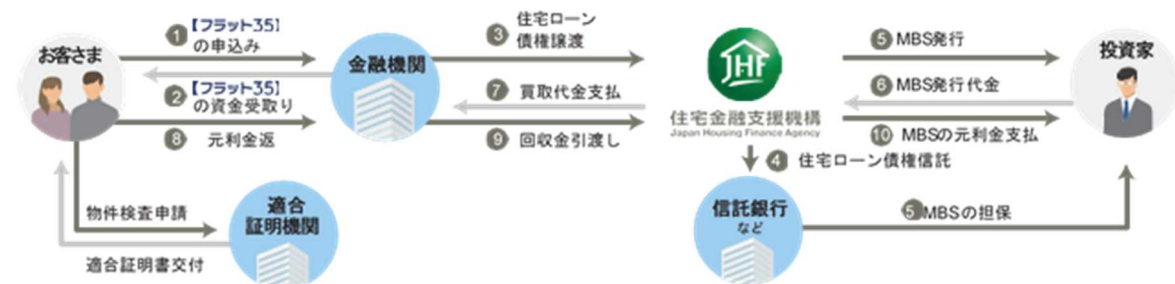 お客さま
1 【フラット35】
の申込み
2 【フラット35】
の資金受取り
8 元利金返
金融機関
3 住宅ローン
債権譲渡
7 買取代金支払
9 回収金引渡し
JHF
住宅金融支援機構
Japan Housing Finance Agency
5 MBS発行
6 MBS発行代金
10 MBSの元利金支払
投資家
4 住宅ローン債権信託
信託銀行
など
5 MBSの担保
物件検査申請
適合証明書交付
適合
証明機関